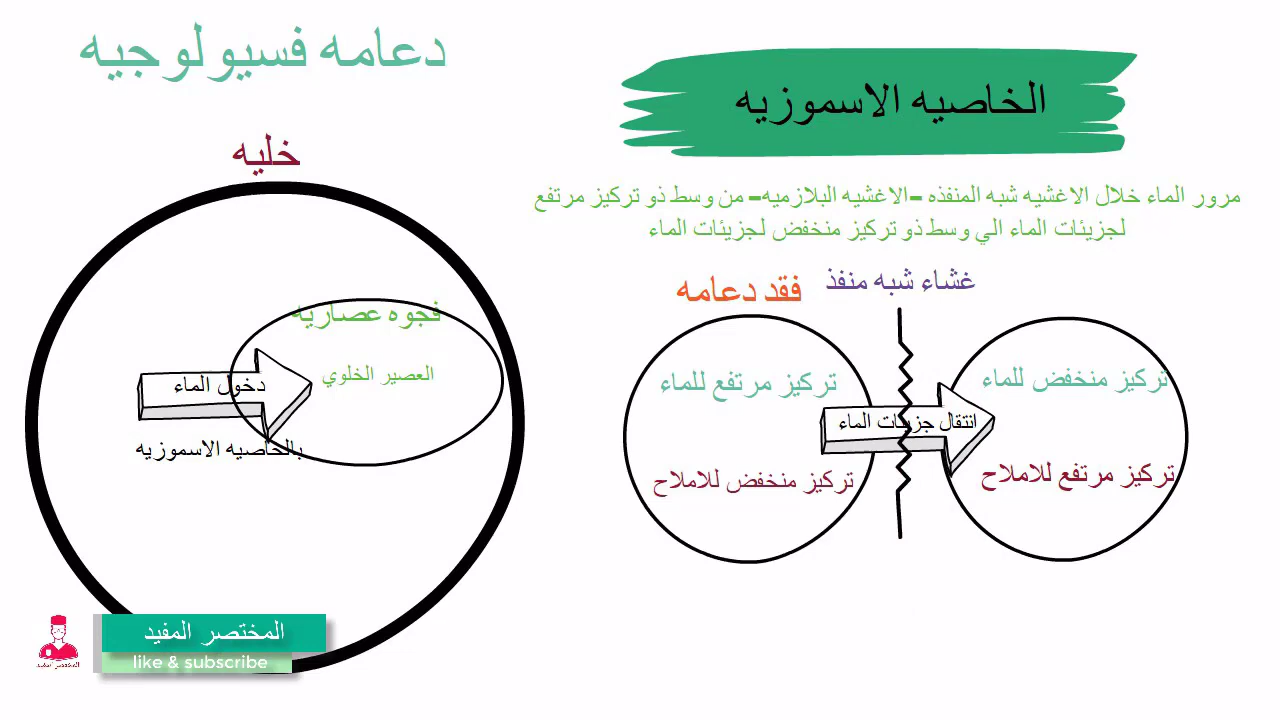 دعامه فسيولوجيه
الخاصيه الاسموزيه
خليه
مرور الماء خلال الاغشيه شبه المنفذه –الاغشيه البلازميه– من وسط ذو تركيز مرتفع
لجزيئات الماء الي وسط ذو تركيز منخفض لجزيئات الماء
غشاء شبه منفذ
فقد دعامه
فجوه عصاريه
العصير الخلوي
دخول الماء
بالخاصيه الاسموزيه
تركيز منخفض للماء
تركيز مرتفع للماء
انتقال جزيئات الماء
تركيز مرتفع للاملاح
تركيز منخفض للاملاح
المختصر المفيد
like & subscribe
المختصر المفيد